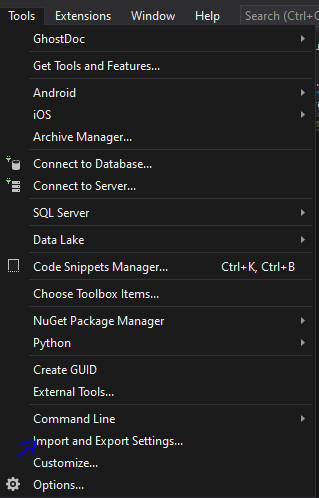 Tools Extensions Window Help Search (Ctrl+
GhostDoc
Get Tools and Features...
Android
iOS
Archive Manager...
Connect to Database...
Connect to Server...
SQL Server
Data Lake
Code Snippets Manager... Ctrl+K, Ctrl+B
Choose Toolbox Items...
NuGet Package Manager
Python
Create GUID
External Tools...
Command Line
Import and Export Settings...
Customize...
Options...